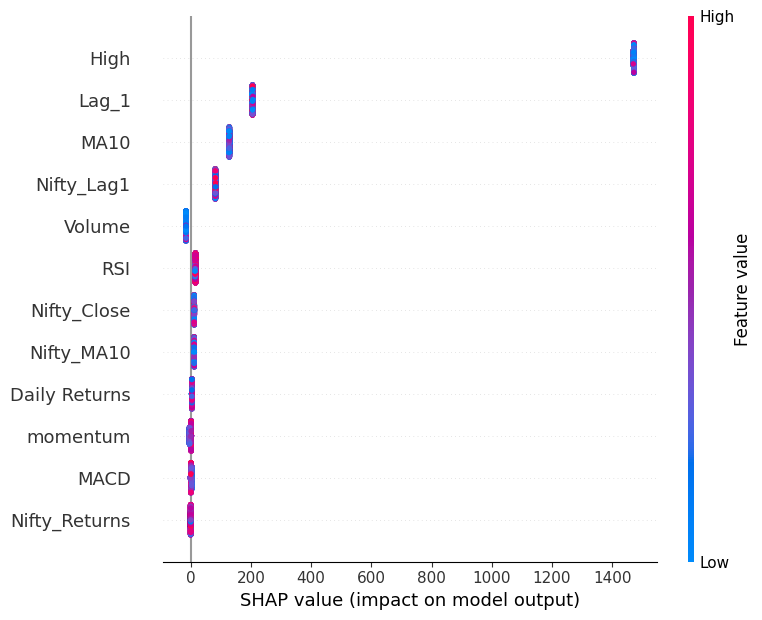 High
High
Lag_1
MA10
Nifty_Lag1
Volume
RSI
Nifty_Close
Nifty_MA10
Daily Returns
momentum
MACD
Nifty_Returns
Feature value
Low
0 200 400 600 800 1000 1200 1400
SHAP value (impact on model output)